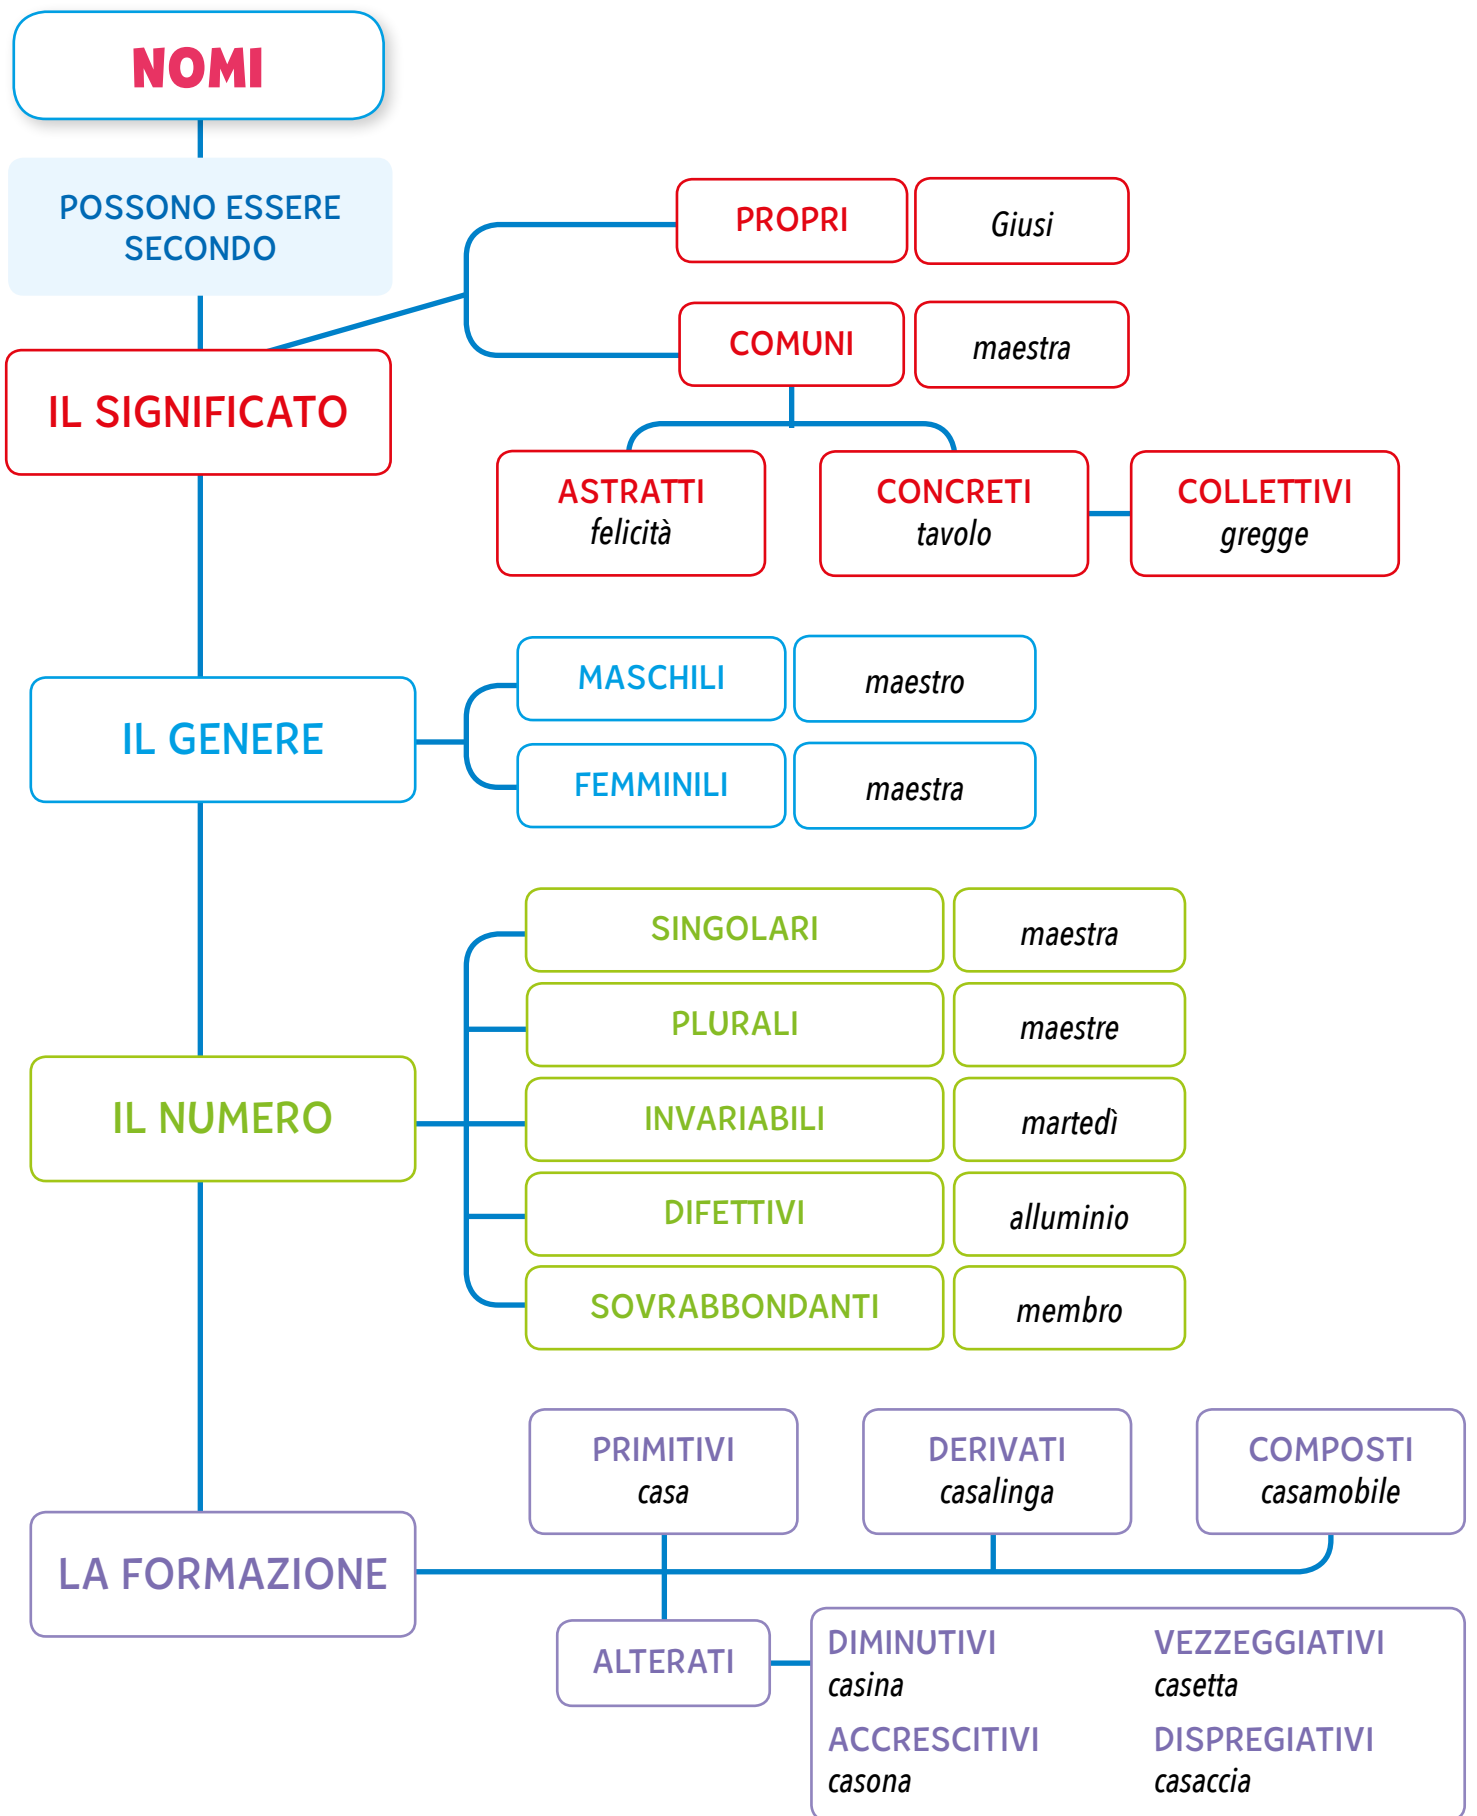 NOMI
POSSONO ESSERE
SECONDO
PROPRI
Giusi
COMUNI
maestra
IL SIGNIFICATO
ASTRATTI
felicità
CONCRETI
tavolo
COLLETTIVI
gregge
MASCHILI
maestro
IL GENERE
FEMMINILI
maestra
SINGOLARI
maestra
PLURALI
maestre
IL NUMERO
INVARIABILI
martedì
DIFETTIVI
alluminio
SOVRABBONDANTI
membro
PRIMITIVI
casa
DERIVATI
casalinga
COMPOSTI
casamobile
LA FORMAZIONE
ALTERATI
DIMINUTIVI
casina
VEZZEGGIATIVI
casetta
ACCRESCITIVI
casona
DISPREGIATIVI
casaccia